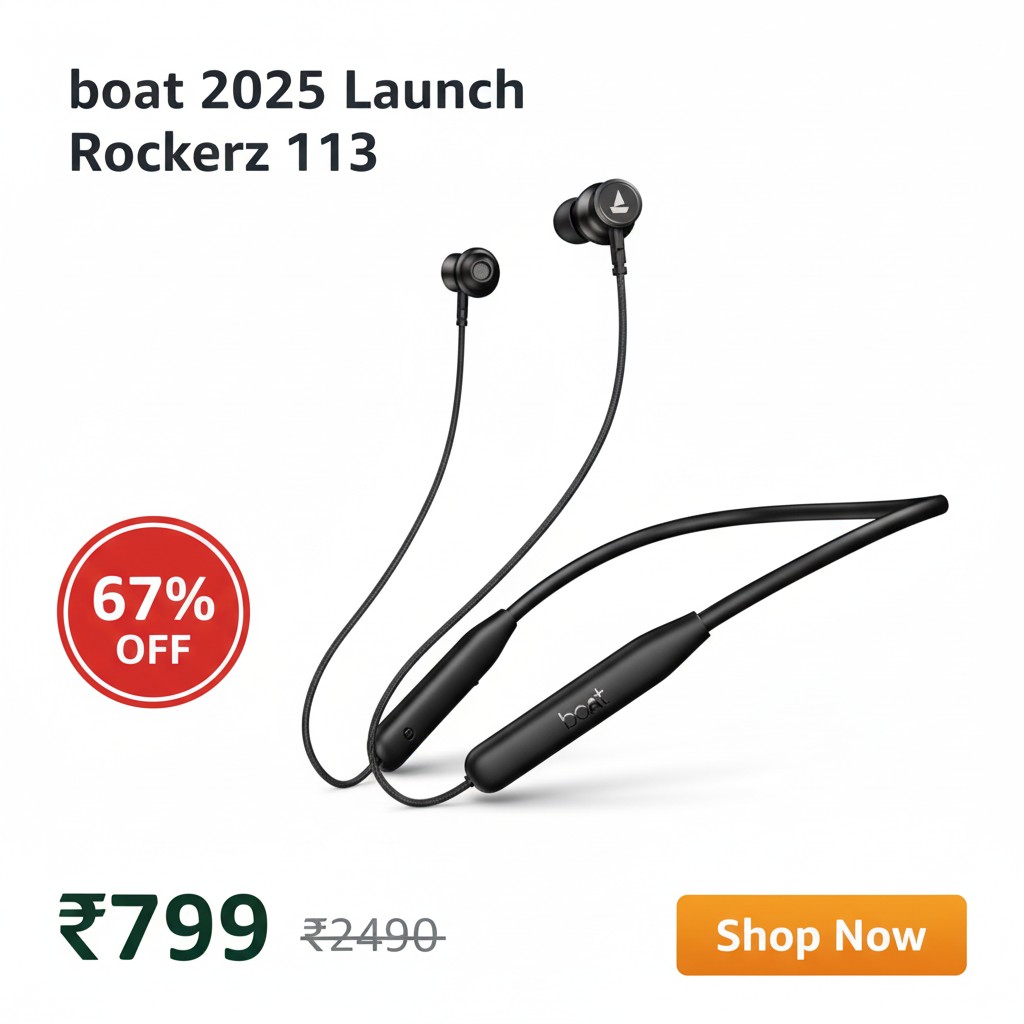 boat 2025 Launch
Rockerz 113
67%
OFF
boat
₹799 ₹2490
Shop Now